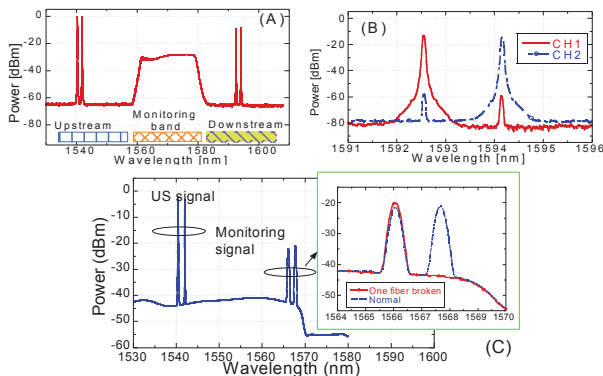 (A)
0
-20
-40
-60
-80
Power [dBm]
Upstream
Monitoring
band
Downstream
1540
1560
1580
1600
Wavelength [nm]
(B)
CH1
CH2
0
-20
-40
-60
-80
Power [dBm]
1591
1592
1593
1594
1595
1596
Wavelength [nm]
0
-10
-20
-30
-40
-50
-60
Power (dBm)
US signal
Monitoring
signal
1530
1540
1550
1560
1570
1580
1590
1600
Wavelength (nm)
(C)
-20
-30
-40
-50
One fiber broken
Normal
1564
1565
1566
1567
1568
1569
1570